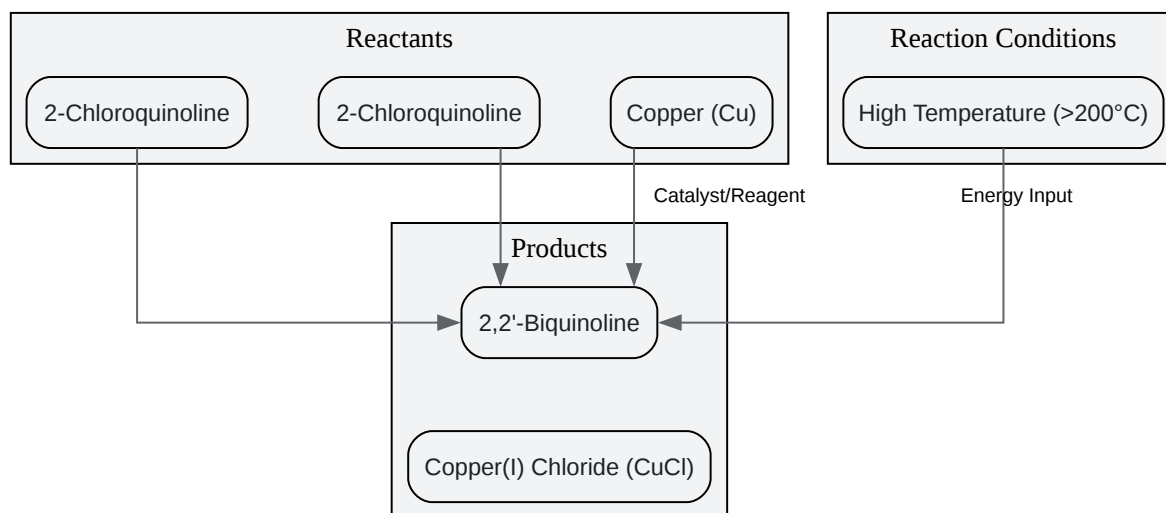 Reactants
Reaction Conditions
2-Chloroquinoline
2-Chloroquinoline
Copper (Cu)
High Temperature (>200°C)
Catalyst/Reagent
Energy Input
Products
2,2'-Biquinoline
Copper(I) Chloride (CuCl)